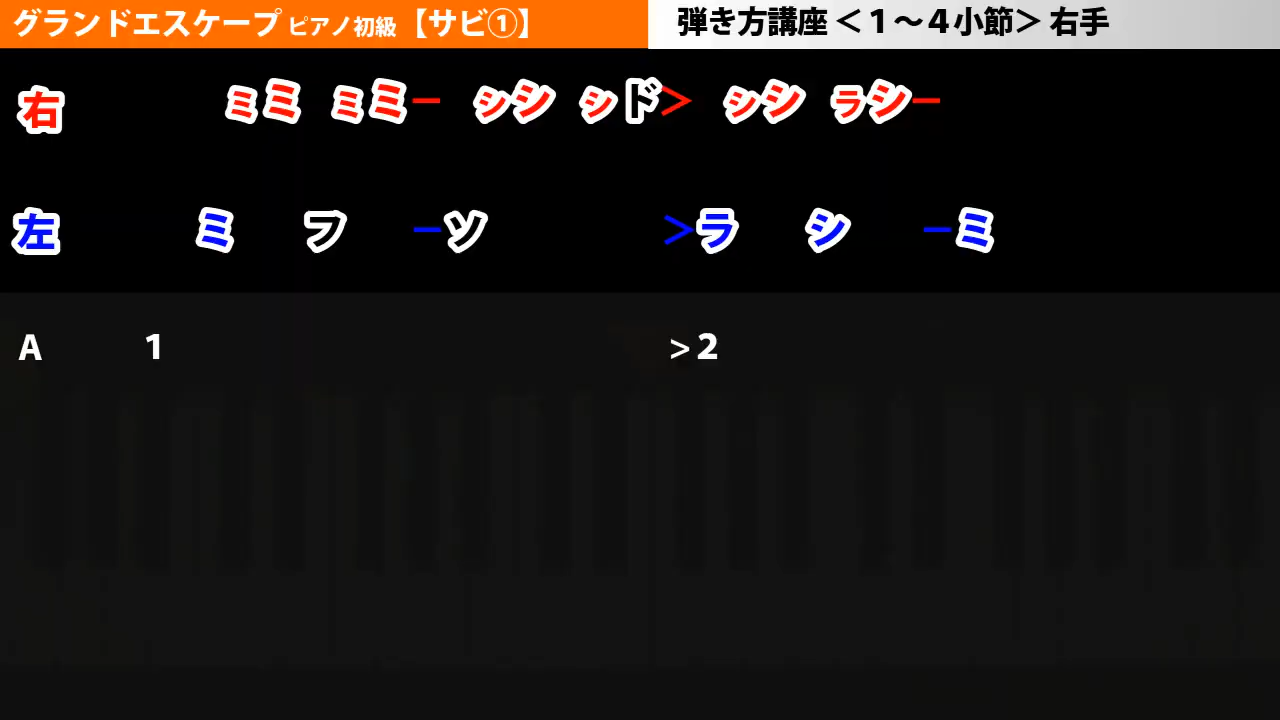 グランドエスケープ ピアノ初級 【サビ①】 弾き方講座 ＜１～４小節＞ 右手
右 ミミ ミミー シシ シド＞ シシ ラシー
左 ミ フ ーソ ＞ラ シ ーミ
A 1 > 2